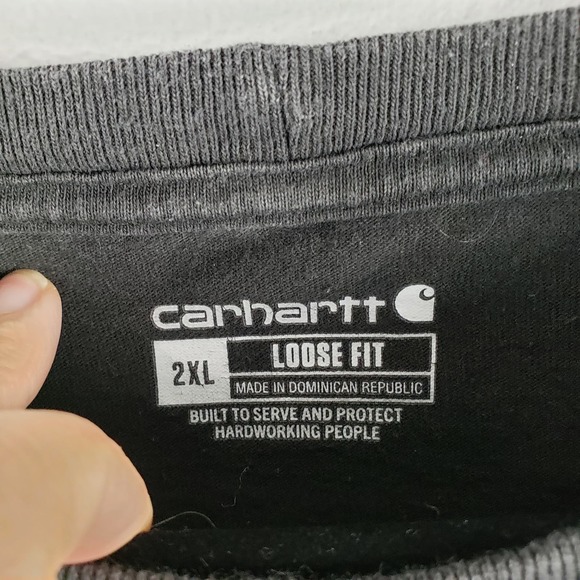 carhartt
2XL
LOOSE FIT
MADE IN DOMINICAN REPUBLIC
BUILT TO SERVE AND PROTECT
HARDWORKING PEOPLE